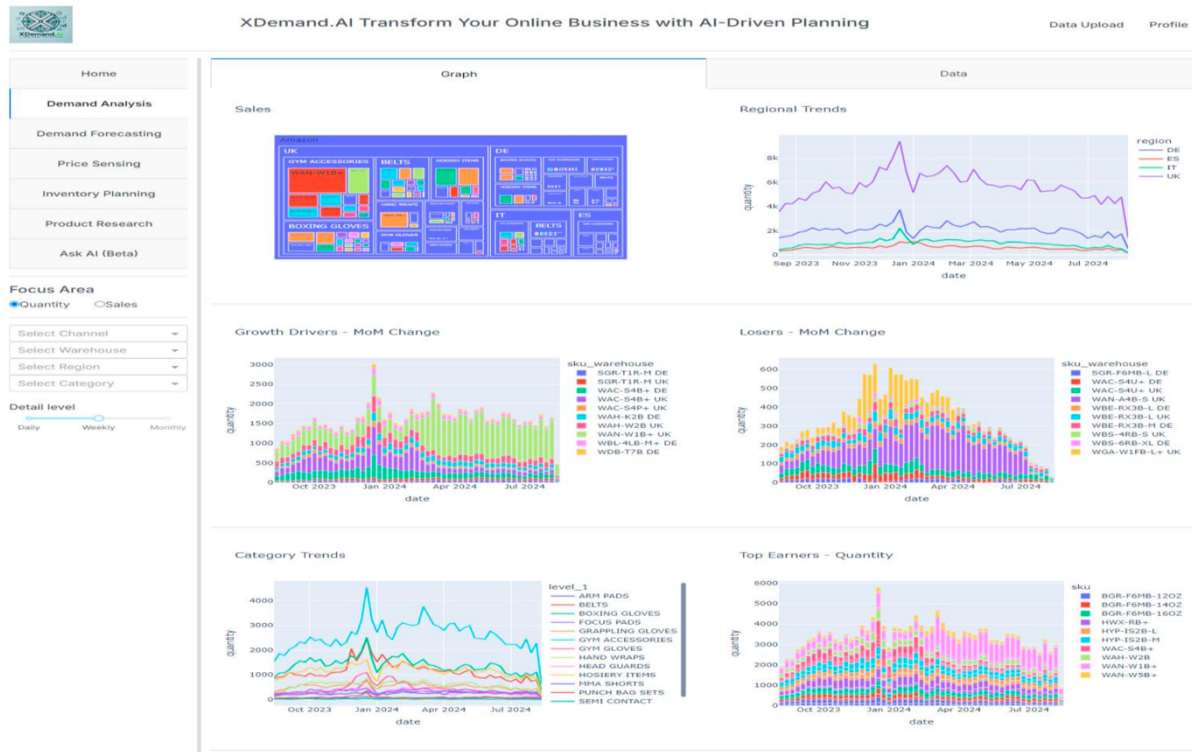 XDemand.AI
XDemand.AI Transform Your Online Business with AI-Driven Planning
Data Upload
Profile
Home
Demand Analysis
Demand Forecasting
Price Sensing
Inventory Planning
Product Research
Ask AI (Beta)
Focus Area
Quantity
Sales
Select Channel
Select Warehouse
Select Region
Select Category
Detail level
Daily
Weekly
Monthly
Graph
Data
Sales
Amazon
UK
GYM ACCESSORIES
WAN-W1B+
BELTS
HOSIERY ITEMS
HAND WRAPS
BOXING GLOVES
GYM GLOVES
DE
BOXING GLOVES
HOSIERY ITEMS
IT
BELTS
ES
Regional Trends
quantity
8k
6k
4k
2k
0
Sep 2023
Nov 2023
Jan 2024
Mar 2024
May 2024
Jul 2024
date
region
DE
ES
IT
UK
Growth Drivers - MoM Change
quantity
3000
2500
2000
1500
1000
500
0
Oct 2023
Jan 2024
Apr 2024
Jul 2024
date
sku_warehouse
SGR-T1R-M DE
SGR-T1R-M UK
WAC-S4B+ DE
WAC-S4B+ UK
WAC-S4P+ UK
WAH-K2B DE
WAH-W2B UK
WAN-W1B+ UK
WBL-4LB-M+ DE
WDB-T7B DE
Losers - MoM Change
quantity
600
500
400
300
200
100
0
Oct 2023
Jan 2024
Apr 2024
Jul 2024
date
sku_warehouse
SGR-F6MB-L DE
WAC-S4U+ DE
WAC-S4U+ UK
WAN-A4B-S UK
WBE-RX3B-L DE
WBE-RX3B-L UK
WBE-RX3B-M DE
WBS-4RB-S UK
WBS-6RB-XL DE
WGA-W1FB-L+ UK
Category Trends
quantity
4000
3000
2000
1000
0
Oct 2023
Jan 2024
Apr 2024
Jul 2024
date
level_1
ARM PADS
BELTS
BOXING GLOVES
FOCUS PADS
GRAPPLING GLOVES
GYM ACCESSORIES
GYM GLOVES
HAND WRAPS
HEAD GUARDS
HOSIERY ITEMS
MMA SHORTS
PUNCH BAG SETS
SEMI CONTACT
Top Earners - Quantity
quantity
6000
5000
4000
3000
2000
1000
0
Oct 2023
Jan 2024
Apr 2024
Jul 2024
date
sku
BGR-F6MB-12OZ
BGR-F6MB-14OZ
BGR-F6MB-16OZ
HWX-RB+
HYP-IS2B-L
HYP-IS2B-M
WAC-S4B+
WAH-W2B
WAN-W1B+
WAN-W5B+